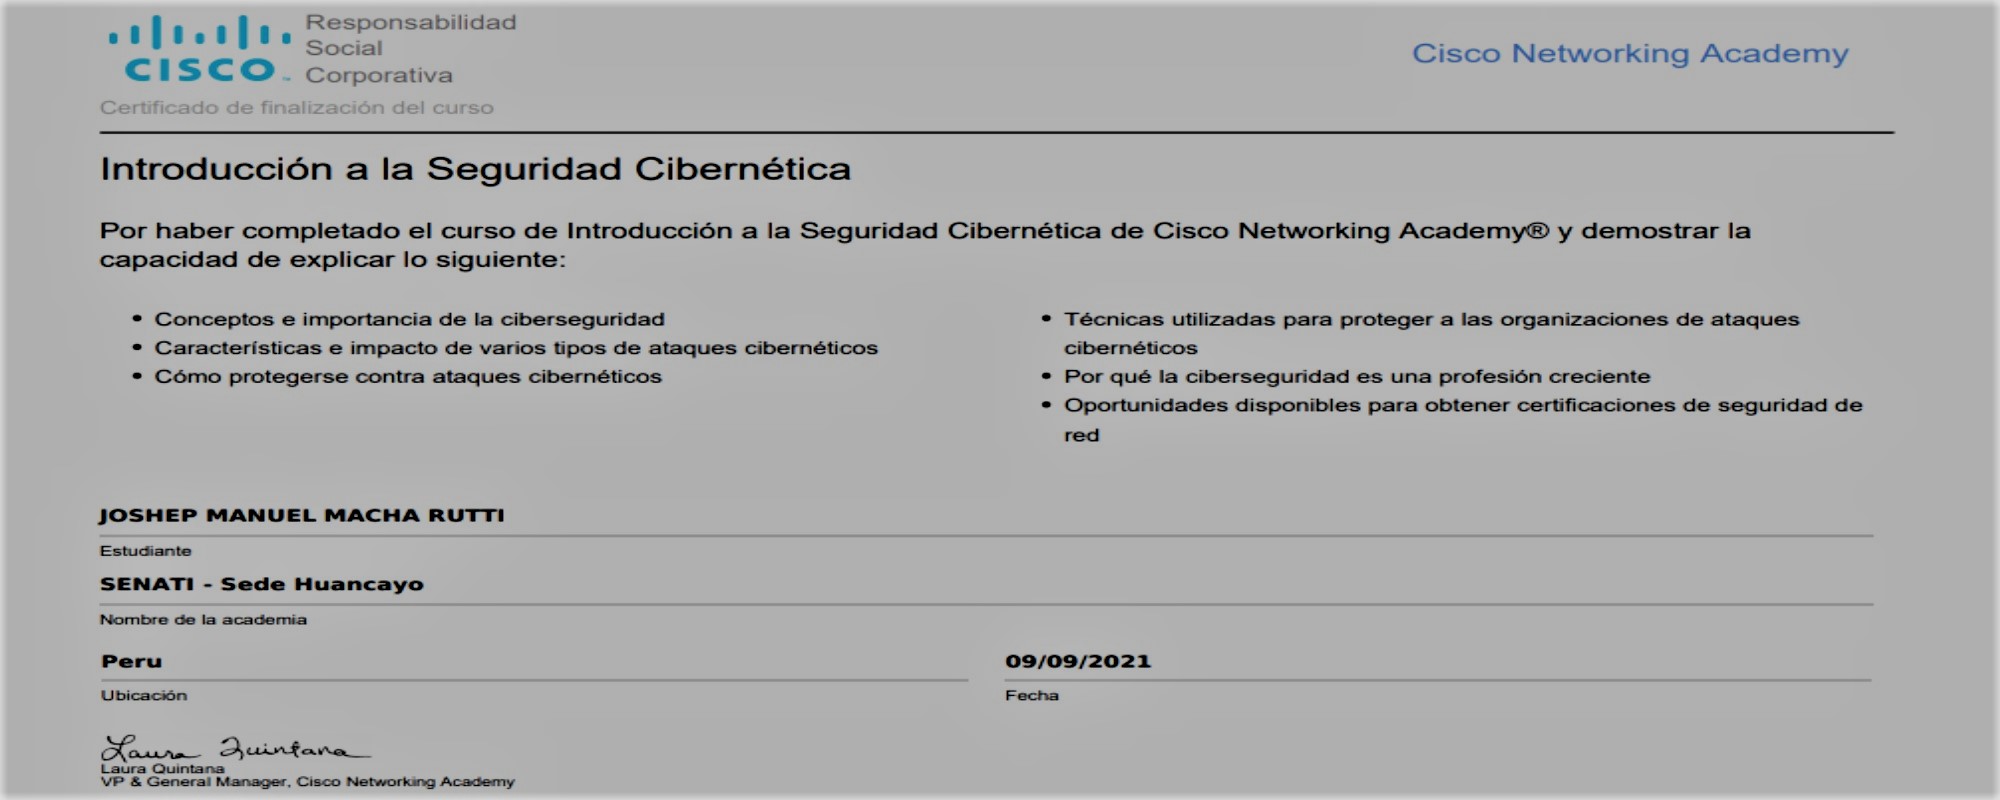 Responsabilidad
Social
CISCO Corporativa
Cisco Networking Academy
Certificado de finalización del curso
Introducción a la Seguridad Cibernética
Por haber completado el curso de Introducción a la Seguridad Cibernética de Cisco Networking Academy® y demostrar la
capacidad de explicar lo siguiente:
• Conceptos e importancia de la ciberseguridad
• Características e impacto de varios tipos de ataques cibernéticos
• Cómo protegerse contra ataques cibernéticos
• Técnicas utilizadas para proteger a las organizaciones de ataques
cibernéticos
• Por qué la ciberseguridad es una profesión creciente
• Oportunidades disponibles para obtener certificaciones de seguridad de
red
JOSHEP MANUEL MACHA RUTTI
Estudiante
SENATI - Sede Huancayo
Nombre de la academia
Peru
Ubicación
09/09/2021
Fecha
Laura Quintana
Laura Quintana
VP & General Manager, Cisco Networking Academy